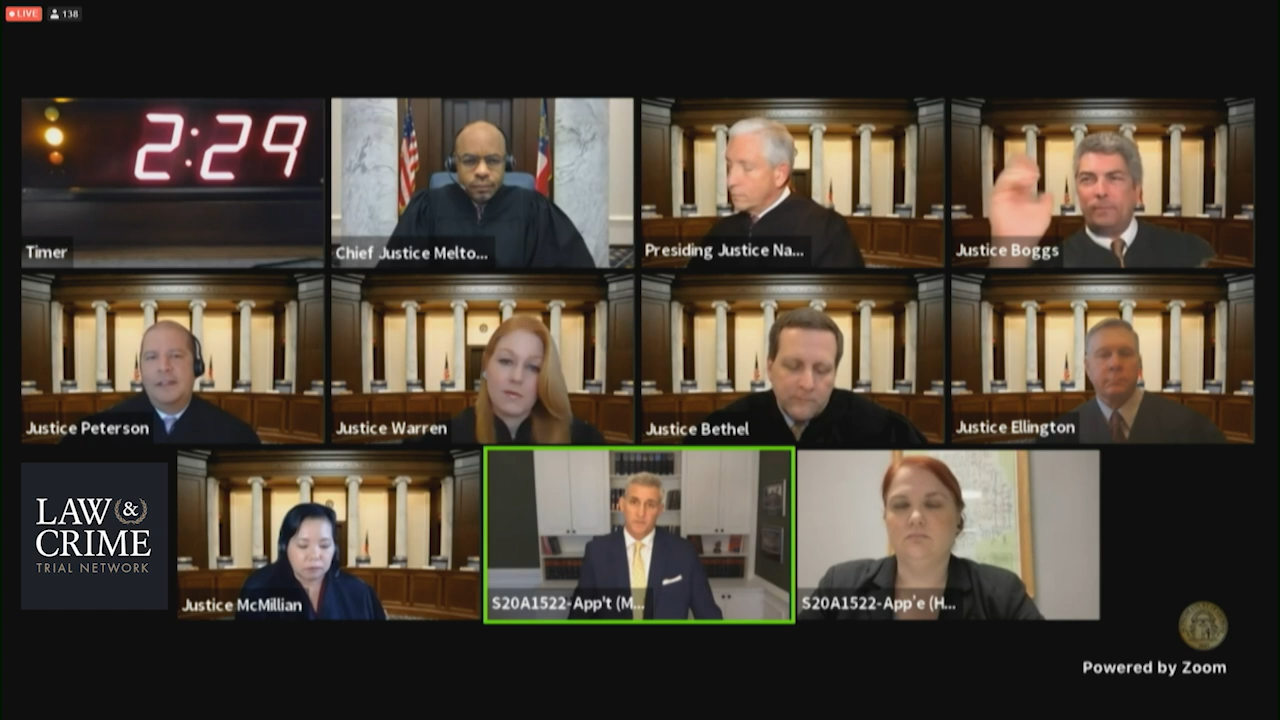 LIVE
138
2:29
Timer
Chief Justice Melto...
Presiding Justice Na...
Justice Boggs
Justice Peterson
Justice Warren
Justice Bethel
Justice Ellington
LAW &
CRIME
TRIAL NETWORK
Justice McMillian
S20A1522-App't (M...
S20A1522-App'e (H...
Powered by Zoom